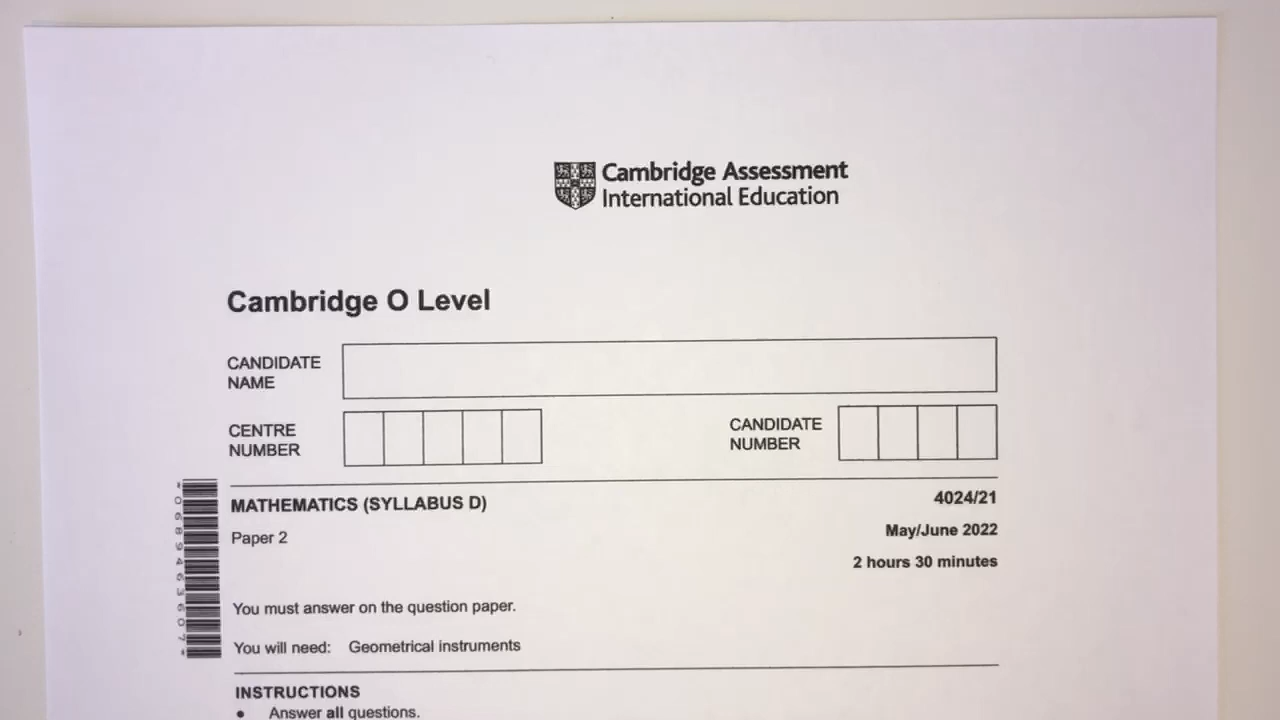 Cambridge Assessment
International Education
Cambridge O Level
CANDIDATE
NAME
CENTRE
NUMBER
CANDIDATE
NUMBER
MATHEMATICS (SYLLABUS D)
4024/21
Paper 2
May/June 2022
2 hours 30 minutes
You must answer on the question paper.
You will need: Geometrical instruments
INSTRUCTIONS
● Answer all questions.